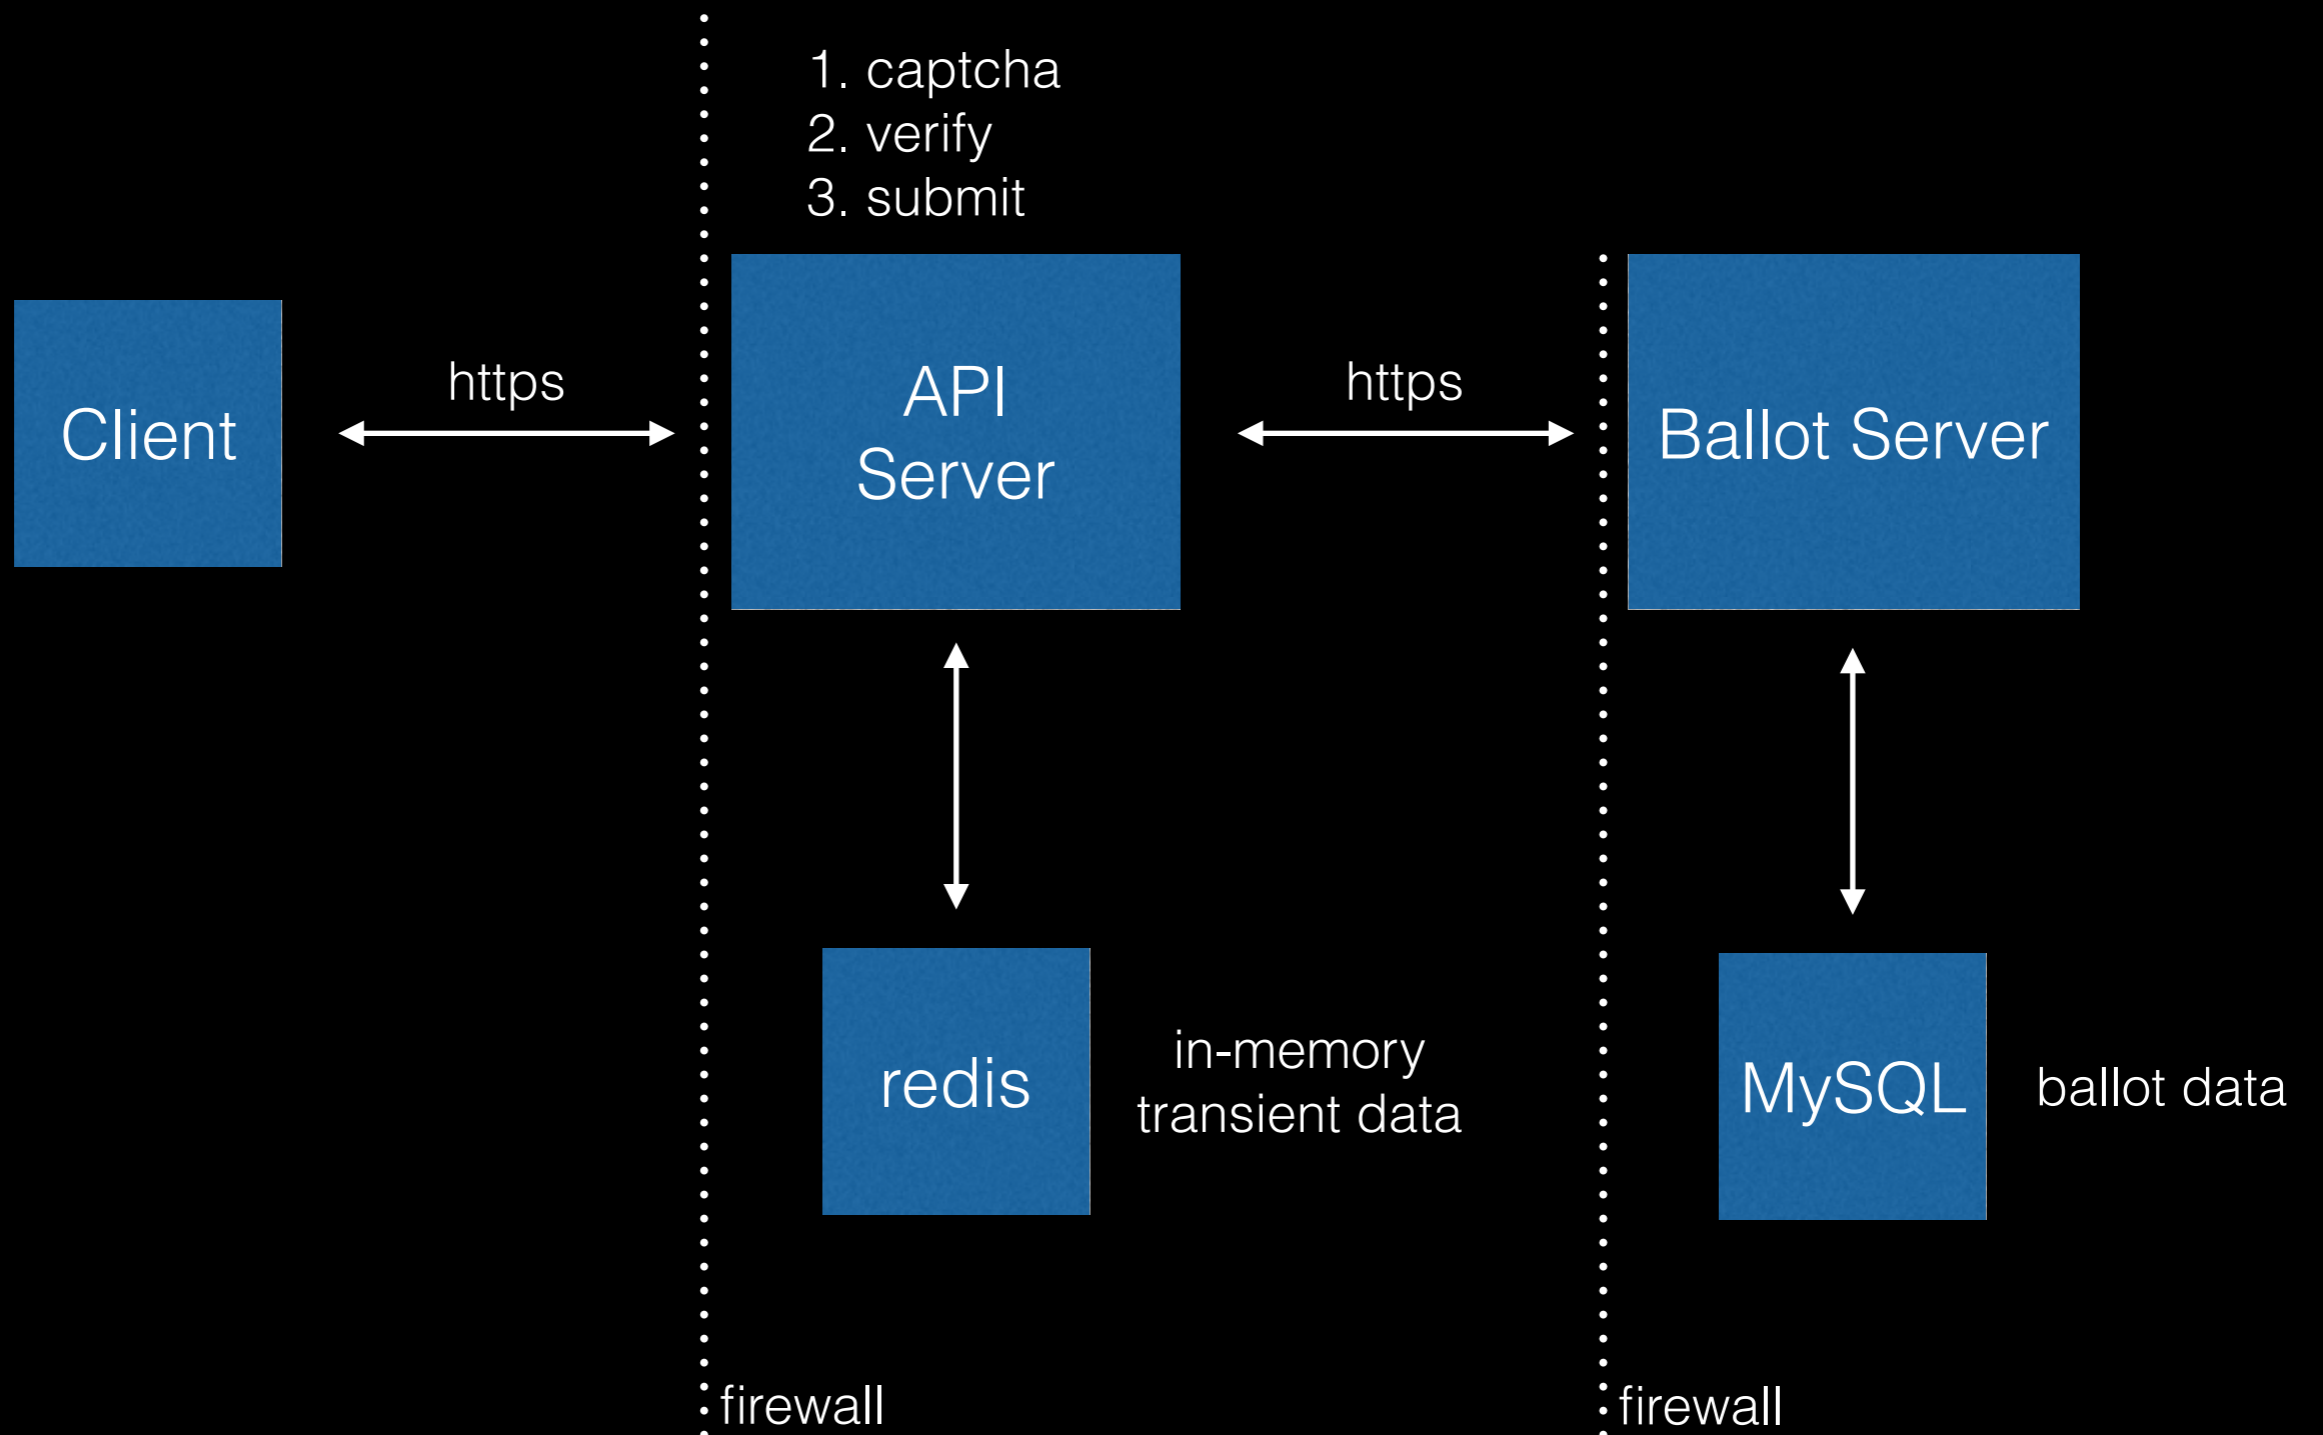 1. captcha
2. verify
3. submit
Client
https
API
Server
https
Ballot Server
redis
in-memory
transient data
MySQL
ballot data
firewall
firewall